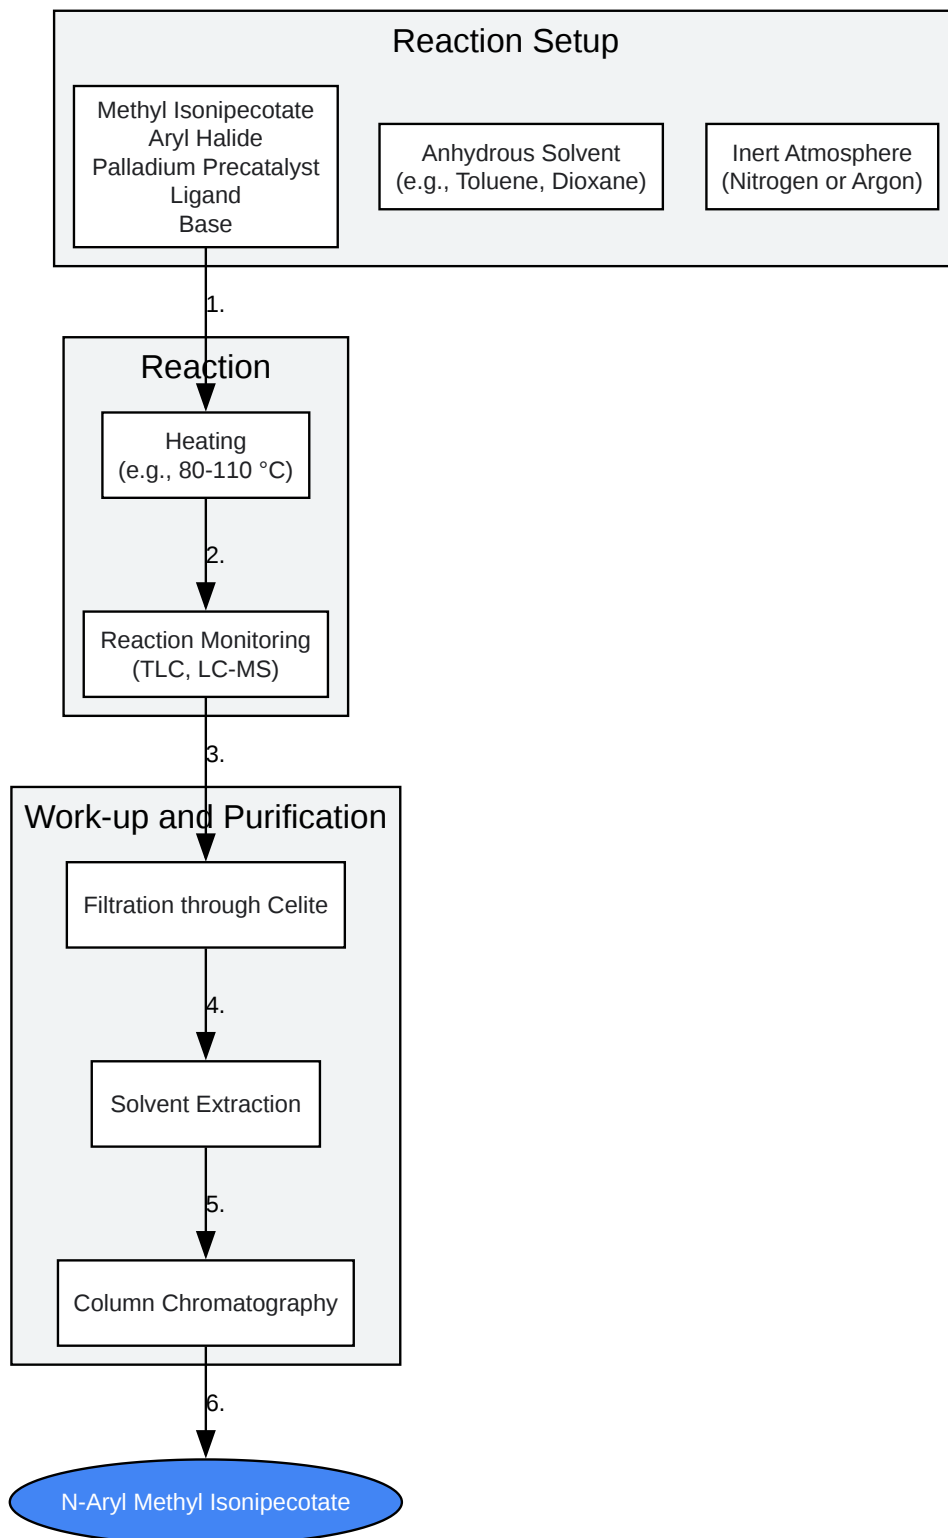 Reaction Setup
Methyl Isonipecotate
Aryl Halide
Palladium Precatalyst
Ligand
Base
Anhydrous Solvent
(e.g., Toluene, Dioxane)
Inert Atmosphere
(Nitrogen or Argon)
1.
Reaction
Heating
(e.g., 80-110 °C)
2.
Reaction Monitoring
(TLC, LC-MS)
3.
Work-up and Purification
Filtration through Celite
4.
Solvent Extraction
5.
Column Chromatography
6.
N-Aryl Methyl Isonipecotate